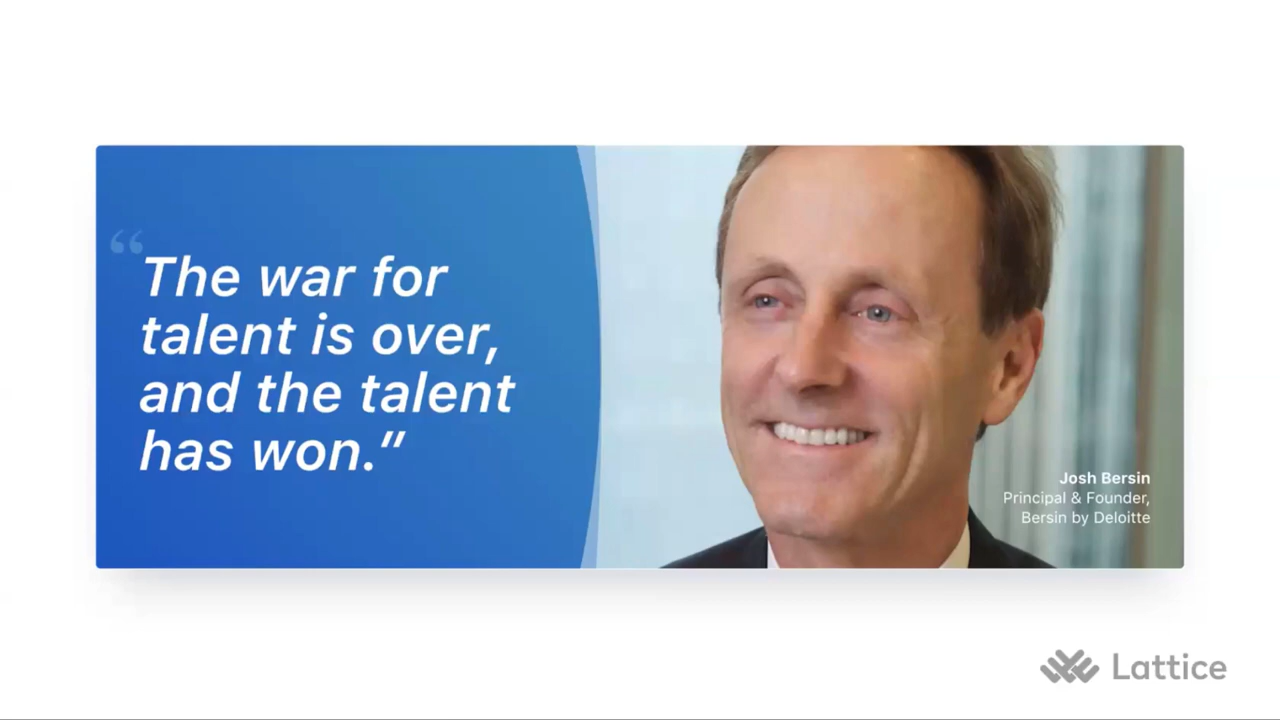 “The war for
talent is over,
and the talent
has won.”
Josh Bersin
Principal & Founder,
Bersin by Deloitte
Lattice